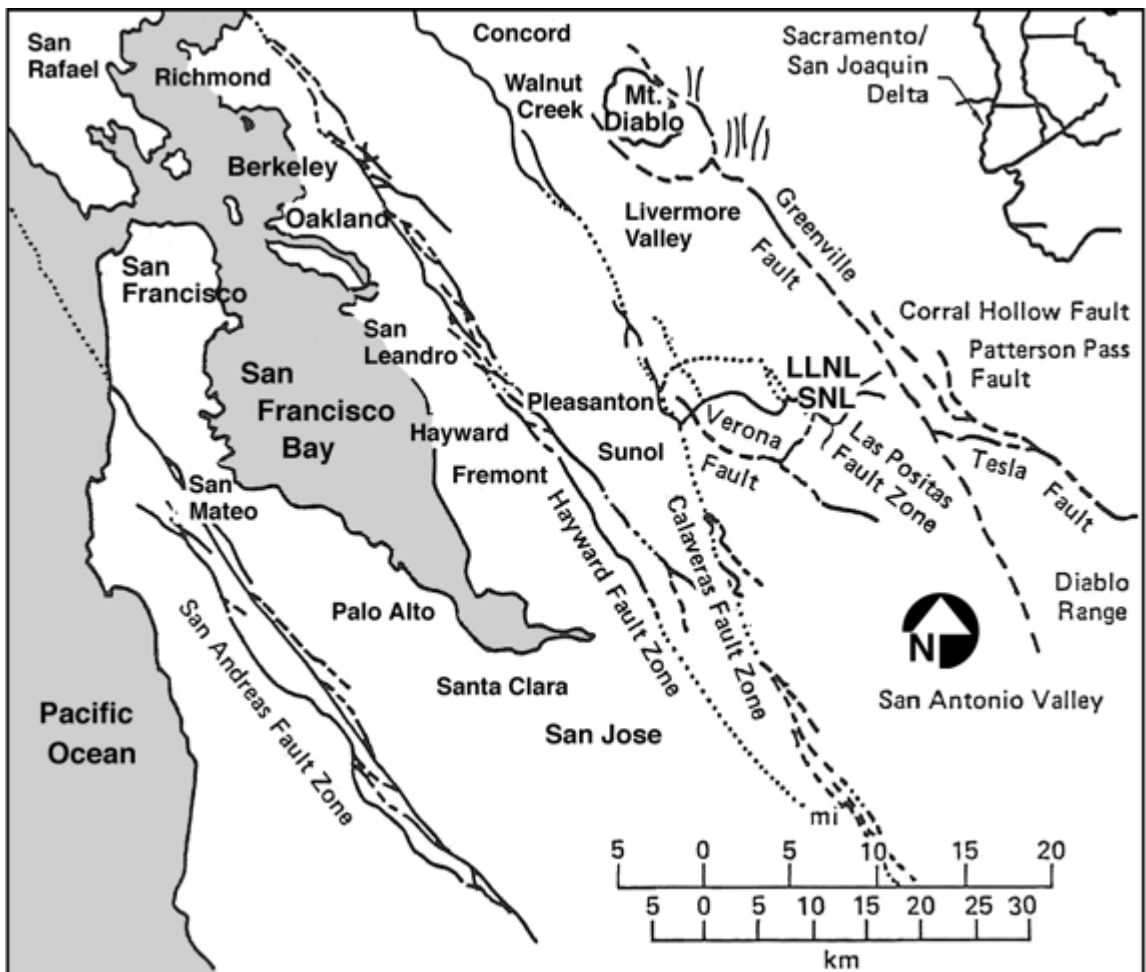 San
Rafael
Richmond
Concord
Walnut
Creek
Mt.
Diablo
Sacramento/
San Joaquin
Delta
Berkeley
Oakland
Livermore
Valley
Greenville
Fault
San
Francisco
San
Leandro
San
Francisco
Bay
Corral Hollow Fault
Patterson Pass
Fault
LLNL
SNL
Pleasanton
Verona
Fault
Las Positas
Fault Zone
Tesla
Fault
Hayward
Sunol
Fremont
San
Mateo
Hayward Fault Zone
Calaveras Fault Zone
Diablo
Range
Palo Alto
San Andreas Fault Zone
N
Santa Clara
San Antonio Valley
San Jose
Pacific
Ocean
mi
5 0 5 10 15 20
5 0 5 10 15 20 25 30
km